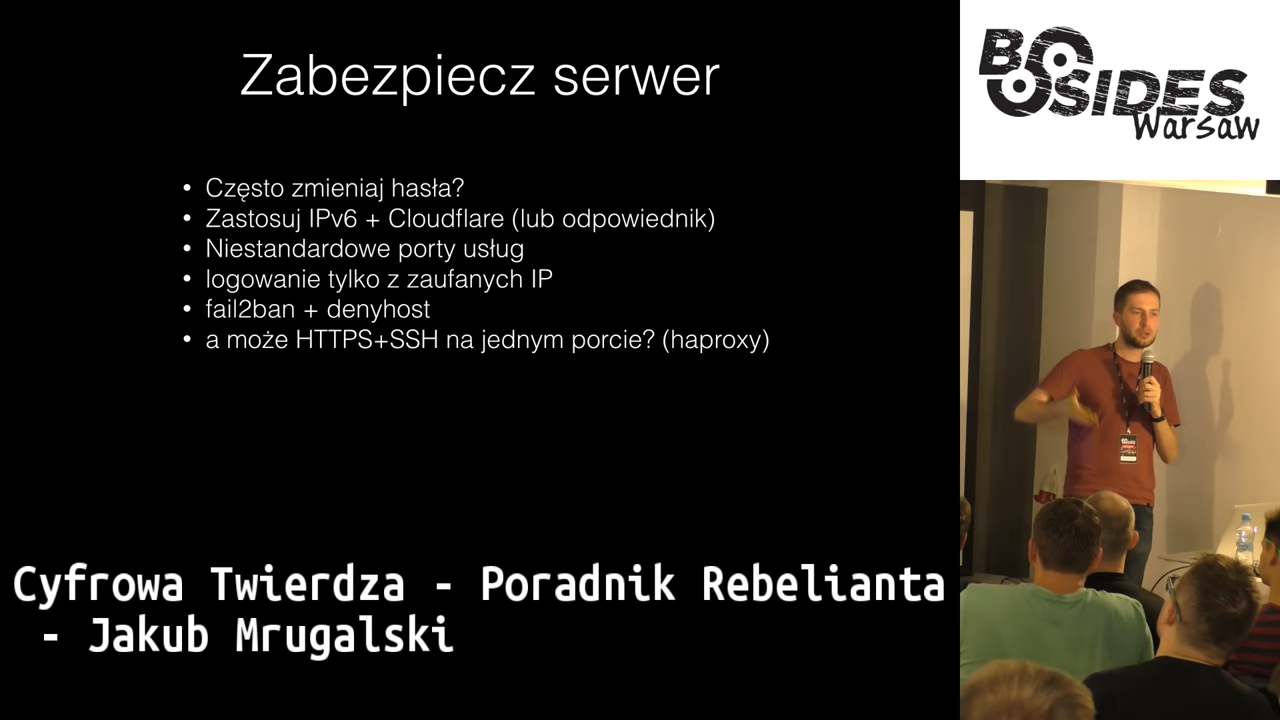 Zabezpiecz serwer
• Często zmieniaj hasła?
• Zastosuj IPv6 + Cloudflare (lub odpowiednik)
• Niestandardowe porty usług
• logowanie tylko z zaufanych IP
• fail2ban + denyhost
• a może HTTPS+SSH na jednym porcie? (haproxy)
Cyfrowa Twierdza - Poradnik Rebelianta
- Jakub Mrugalski
BSIDES
Warsaw